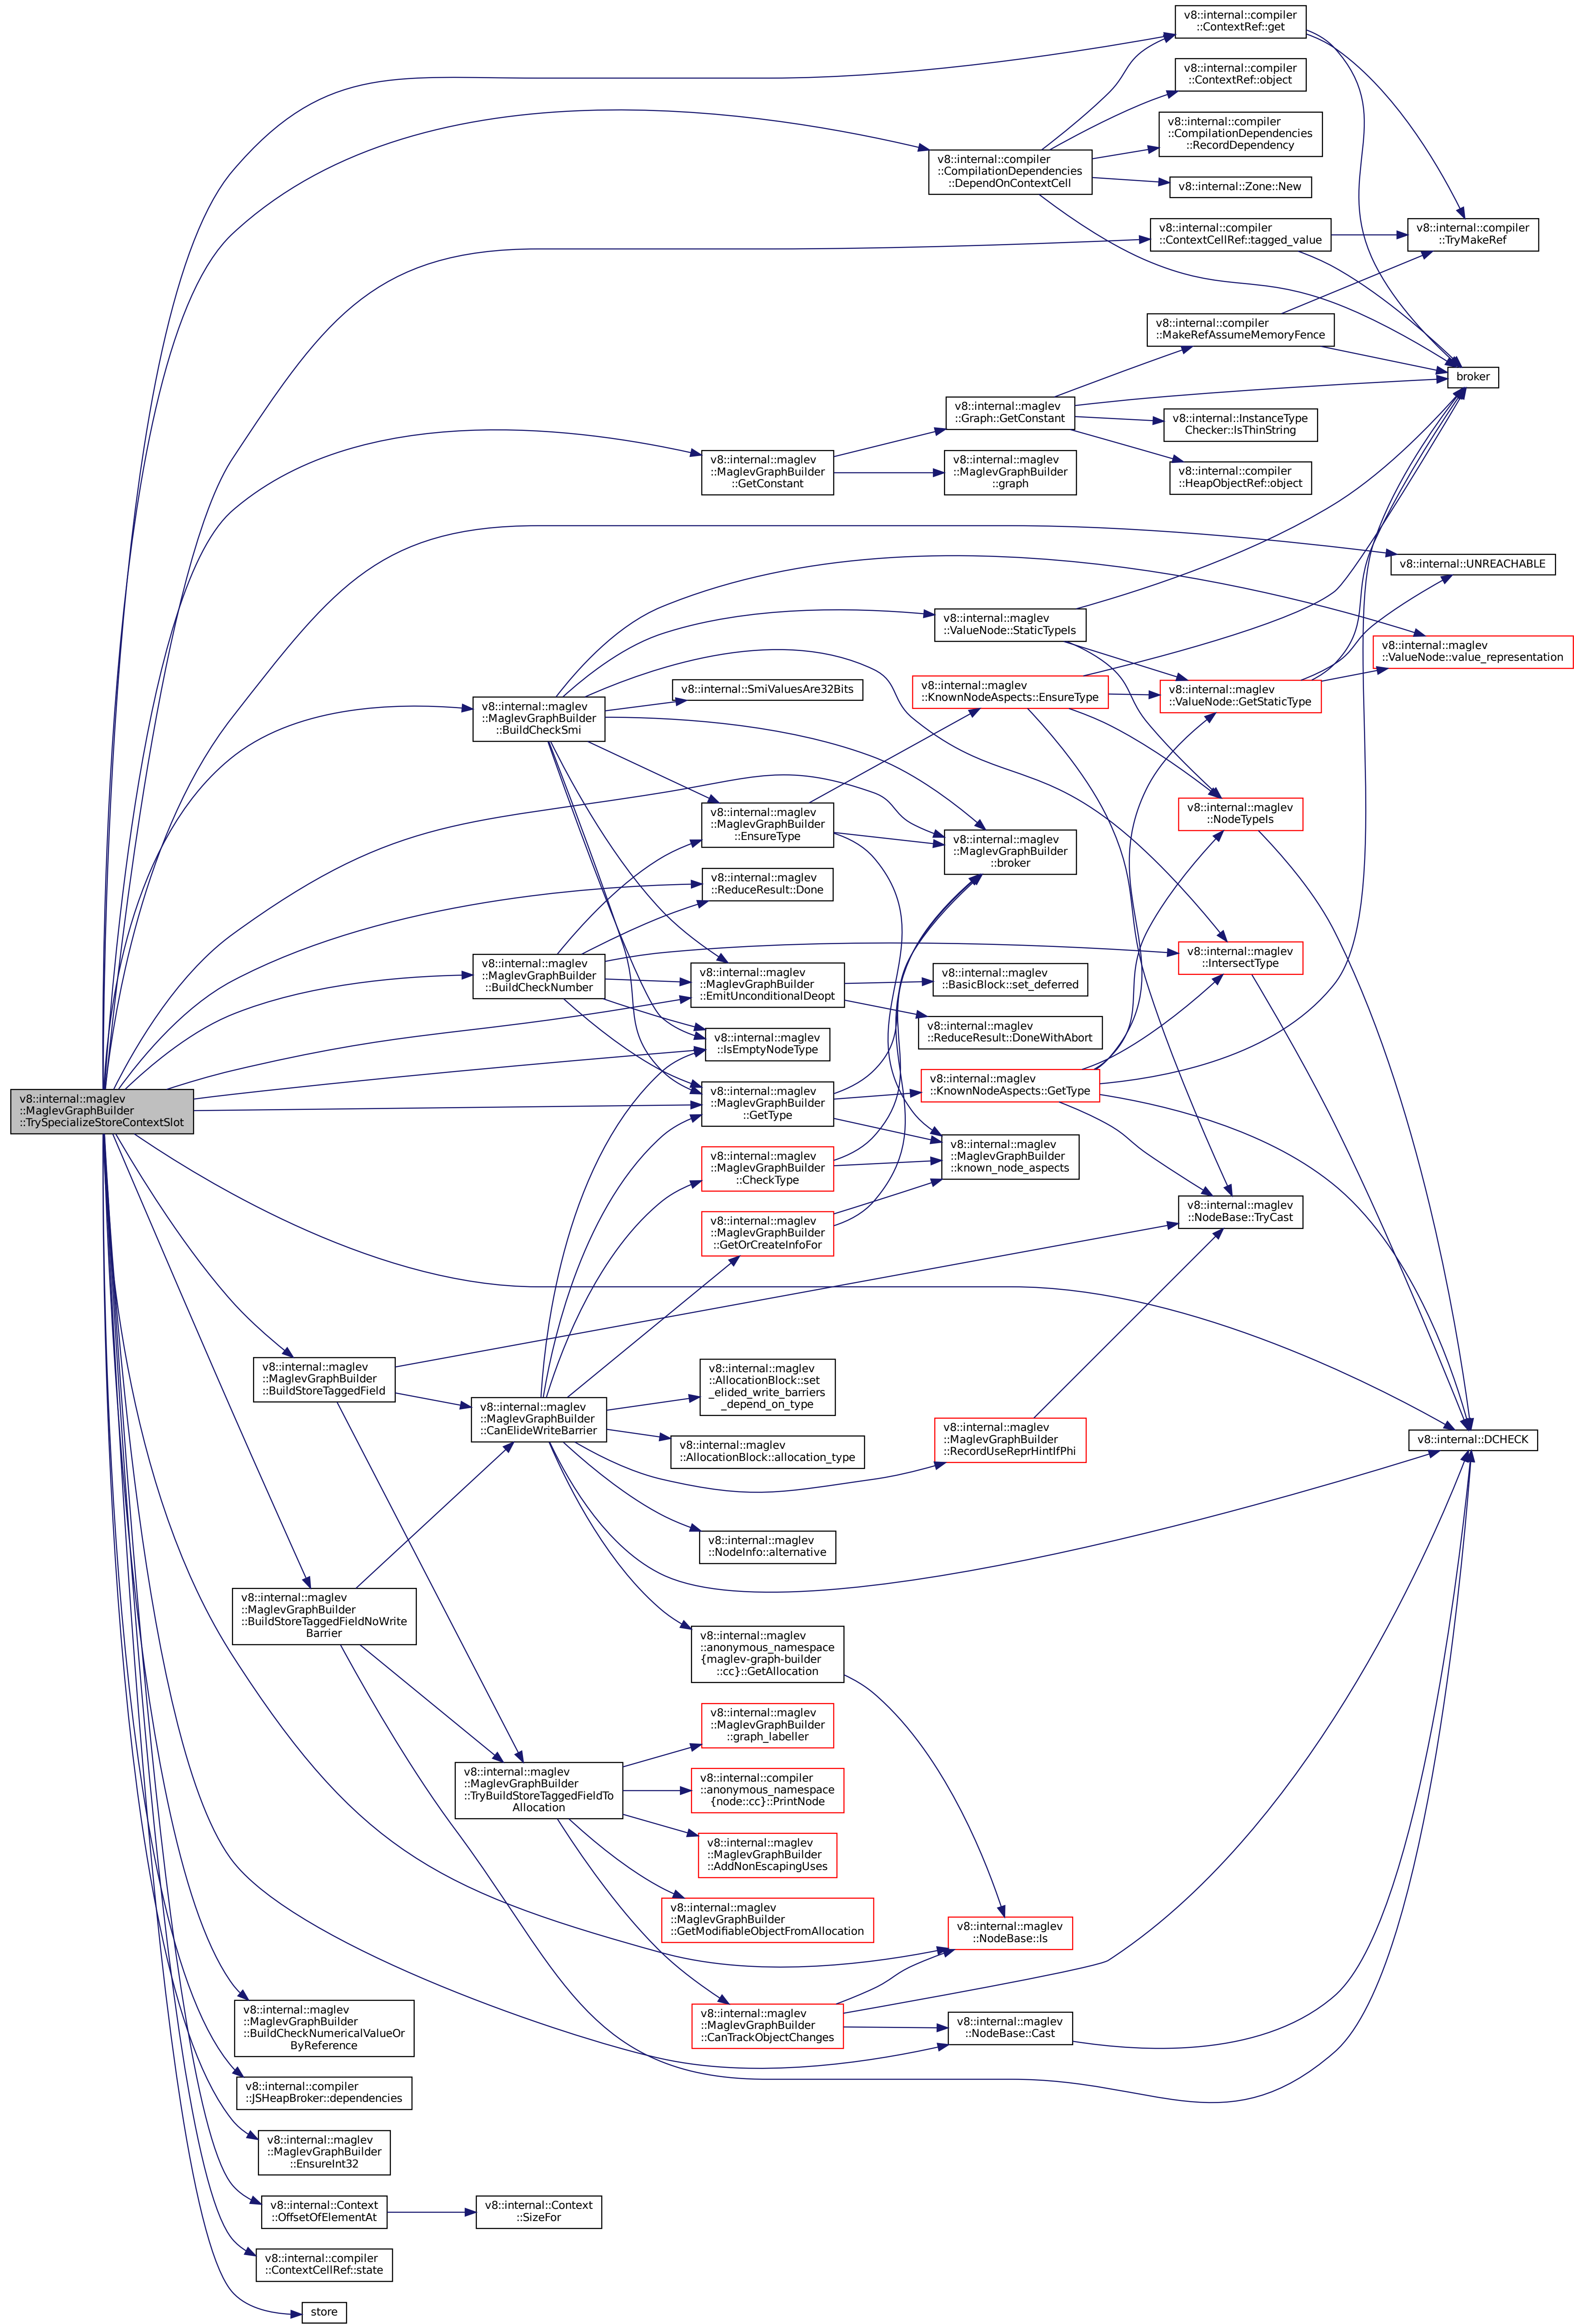 v8::internal::compiler
::ContextRef::get
v8::internal::compiler
::ContextRef::object
v8::internal::compiler
::CompilationDependencies
::RecordDependency
v8::internal::compiler
::CompilationDependencies
::DependOnContextCell
v8::internal::Zone::New
v8::internal::compiler
::ContextCellRef::tagged_value
v8::internal::compiler
::TryMakeRef
v8::internal::compiler
::MakeRefAssumeMemoryFence
broker
v8::internal::maglev
::Graph::GetConstant
v8::internal::InstanceType
Checker::IsThinString
v8::internal::maglev
::MaglevGraphBuilder
::GetConstant
v8::internal::maglev
::MaglevGraphBuilder
::graph
v8::internal::compiler
::HeapObjectRef::object
v8::internal::UNREACHABLE
v8::internal::maglev
::ValueNode::StaticTypeIs
v8::internal::maglev
::ValueNode::value_representation
v8::internal::SmiValuesAre32Bits
v8::internal::maglev
::KnownNodeAspects::EnsureType
v8::internal::maglev
::ValueNode::GetStaticType
v8::internal::maglev
::MaglevGraphBuilder
::BuildCheckSmi
v8::internal::maglev
::MaglevGraphBuilder
::EnsureType
v8::internal::maglev
::NodeTypeIs
v8::internal::maglev
::MaglevGraphBuilder
::broker
v8::internal::maglev
::ReduceResult::Done
v8::internal::maglev
::MaglevGraphBuilder
::BuildCheckNumber
v8::internal::maglev
::IntersectType
v8::internal::maglev
::MaglevGraphBuilder
::EmitUnconditionalDeopt
v8::internal::maglev
::BasicBlock::set_deferred
v8::internal::maglev
::ReduceResult::DoneWithAbort
v8::internal::maglev
::IsEmptyNodeType
v8::internal::maglev
::MaglevGraphBuilder
::TrySpecializeStoreContextSlot
v8::internal::maglev
::MaglevGraphBuilder
::GetType
v8::internal::maglev
::KnownNodeAspects::GetType
v8::internal::maglev
::MaglevGraphBuilder
::CheckType
v8::internal::maglev
::MaglevGraphBuilder
::known_node_aspects
v8::internal::maglev
::MaglevGraphBuilder
::GetOrCreateInfoFor
v8::internal::maglev
::NodeBase::TryCast
v8::internal::maglev
::MaglevGraphBuilder
::BuildStoreTaggedField
v8::internal::maglev
::AllocationBlock::set
_elided_write_barriers
_depend_on_type
v8::internal::maglev
::MaglevGraphBuilder
::CanElideWriteBarrier
v8::internal::maglev
::AllocationBlock::allocation_type
v8::internal::maglev
::MaglevGraphBuilder
::RecordUseReprHintIfPhi
v8::internal::DCHECK
v8::internal::maglev
::NodeInfo::alternative
v8::internal::maglev
::MaglevGraphBuilder
::BuildStoreTaggedFieldNoWrite
Barrier
v8::internal::maglev
::anonymous_namespace
{maglev-graph-builder
::cc}::GetAllocation
v8::internal::maglev
::MaglevGraphBuilder
::graph_labeller
v8::internal::maglev
::MaglevGraphBuilder
::TryBuildStoreTaggedFieldTo
Allocation
v8::internal::compiler
::anonymous_namespace
{node::cc}::PrintNode
v8::internal::maglev
::MaglevGraphBuilder
::AddNonEscapingUses
v8::internal::maglev
::MaglevGraphBuilder
::GetModifiableObjectFromAllocation
v8::internal::maglev
::NodeBase::Is
v8::internal::maglev
::MaglevGraphBuilder
::BuildCheckNumericalValueOr
ByReference
v8::internal::maglev
::MaglevGraphBuilder
::CanTrackObjectChanges
v8::internal::maglev
::NodeBase::Cast
v8::internal::compiler
::JSHeapBroker::dependencies
v8::internal::maglev
::MaglevGraphBuilder
::EnsureInt32
v8::internal::Context
::OffsetOfElementAt
v8::internal::Context
::SizeFor
v8::internal::compiler
::ContextCellRef::state
store